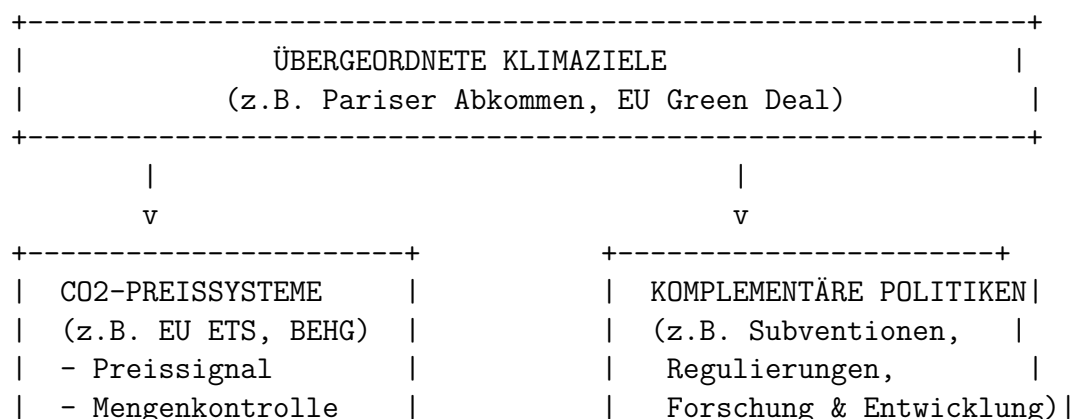 +-------------------------------------------------------------+
|               ÜBERGEORDNETE KLIMAZIELE                     |
|            (z.B. Pariser Abkommen, EU Green Deal)           |
+-------------------------------------------------------------+
        |                                   |
        v                                   v
+-----------------------+           +-----------------------+
|  CO2-PREISSYSTEME     |           |  KOMPLEMENTÄRE POLITIKEN|
|  (z.B. EU ETS, BEHG)  |           |  (z.B. Subventionen,   |
|  - Preissignal        |           |   Regulierungen,        |
|  - Mengenkontrolle    |           |   Forschung & Entwicklung)|